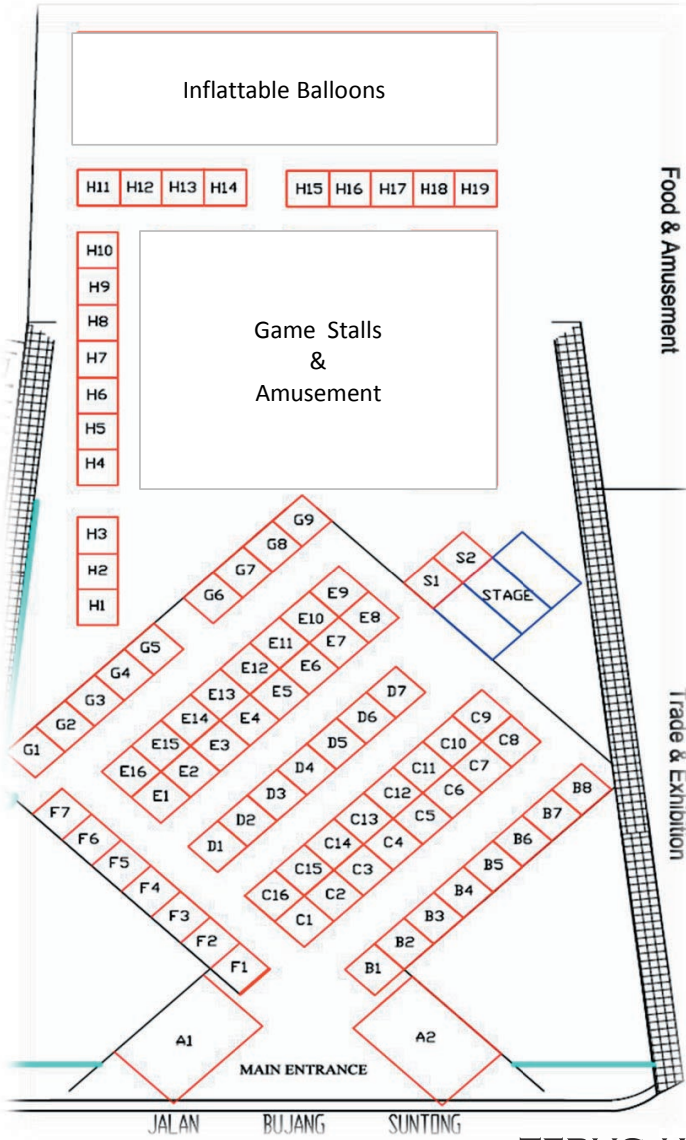 Inflattable Balloons
H11 H12 H13 H14 H15 H16 H17 H18 H19
Food & Amusement
H10
H9
H8
H7
H6
H5
H4
Game Stalls
&
Amusement
H3
H2
H1
G9
G8
G7
G6
G5
G4
G3
G2
G1
S2
S1
STAGE
E9
E10
E8
E11
E7
E12
E6
E13
E5
E14
E4
E15
E3
E16
E2
E1
D7
D6
D5
D4
D3
D2
D1
Trade & Exhibition
C9
C10
C8
C11
C7
C12
C6
C13
C5
C14
C4
C15
C3
C16
C2
C1
B8
B7
B6
B5
B4
B3
B2
B1
F7
F6
F5
F4
F3
F2
F1
A1
A2
MAIN ENTRANCE
JALAN BUJANG SUNTONG